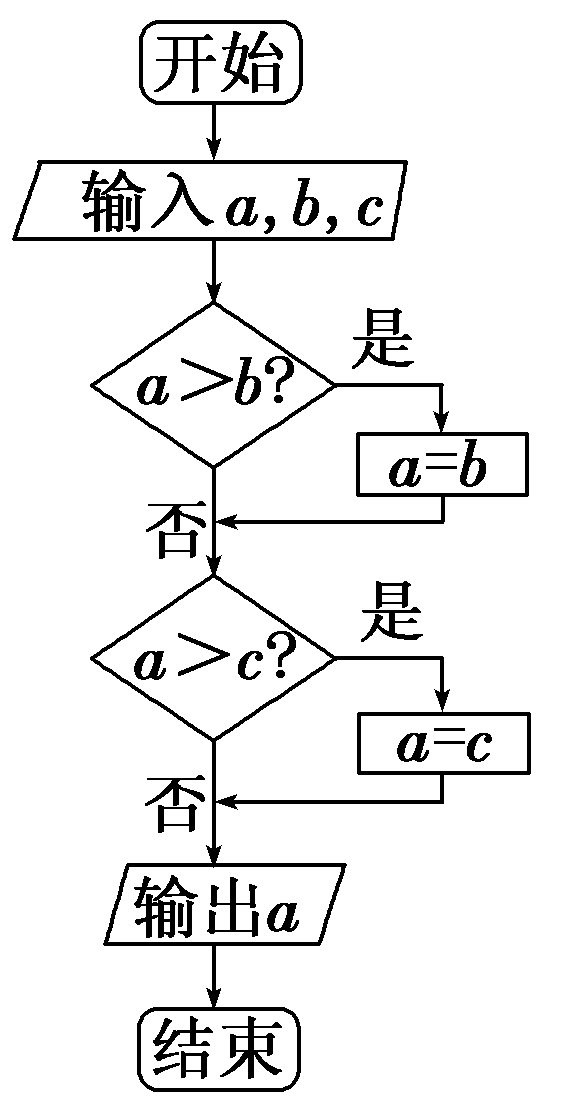 开始
输入a,b,c
a>b?
是
a=b
否
a>c?
是
a=c
否
输出a
结束